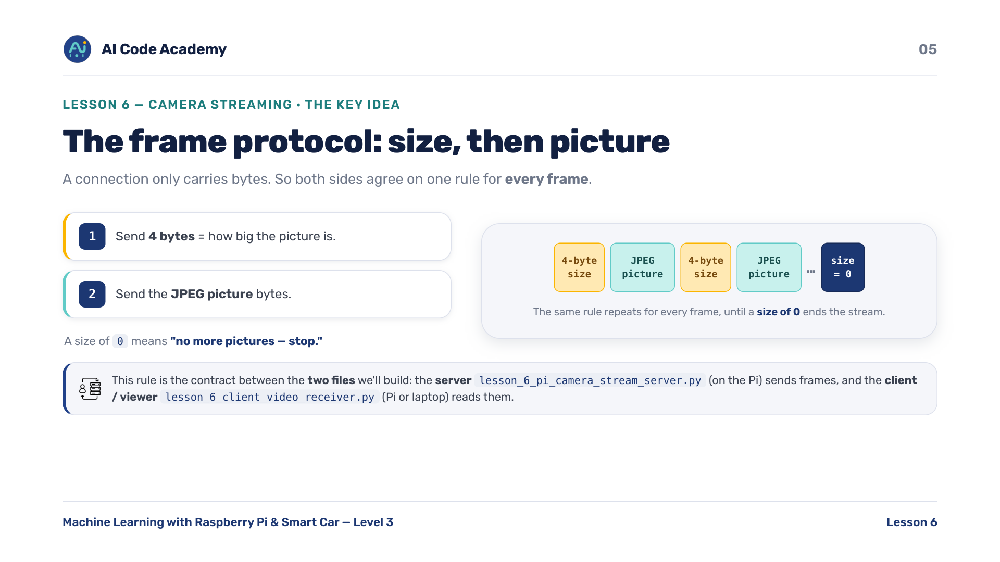 AI Code Academy
05
LESSON 6 — CAMERA STREAMING • THE KEY IDEA
The frame protocol: size, then picture
A connection only carries bytes. So both sides agree on one rule for every frame.
1 Send 4 bytes = how big the picture is.
2 Send the JPEG picture bytes.
A size of 0 means "no more pictures — stop."
4-byte size
JPEG picture
4-byte size
JPEG picture
…
size = 0
The same rule repeats for every frame, until a size of 0 ends the stream.
This rule is the contract between the two files we'll build: the server lesson_6_pi_camera_stream_server.py (on the Pi) sends frames, and the client
/ viewer lesson_6_client_video_receiver.py (Pi or laptop) reads them.
Machine Learning with Raspberry Pi & Smart Car — Level 3
Lesson 6